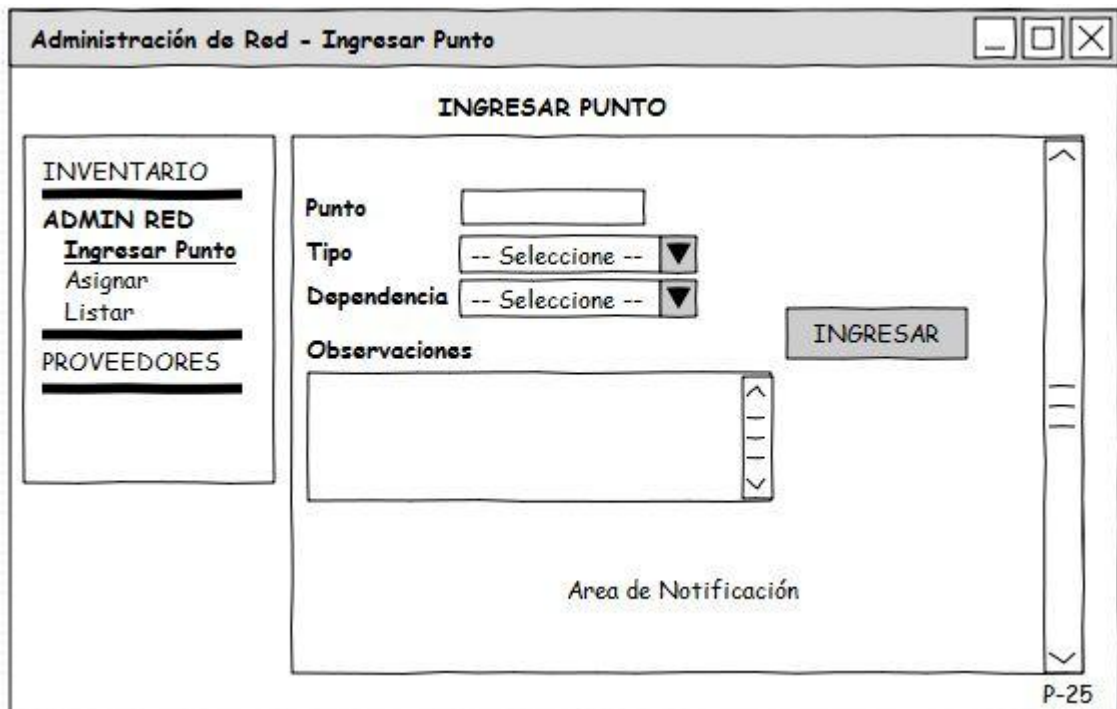 Administración de Red - Ingresar Punto
INGRESAR PUNTO
INVENTARIO
ADMIN RED
Ingresar Punto
Asignar
Listar
PROVEEDORES
Punto
Tipo
-- Seleccione --
Dependencia
-- Seleccione --
Observaciones
INGRESAR
Area de Notificación
P-25